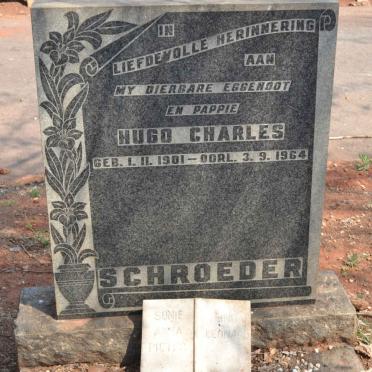 IN
LIEFDEVOLLE HERINNERING
AAN
MY DIERBARE EGGENOOT
EN PAPPIE
HUGO CHARLES
GEB. 1. 11. 1901 — OORL. 3. 9. 1964
SCHROEDER